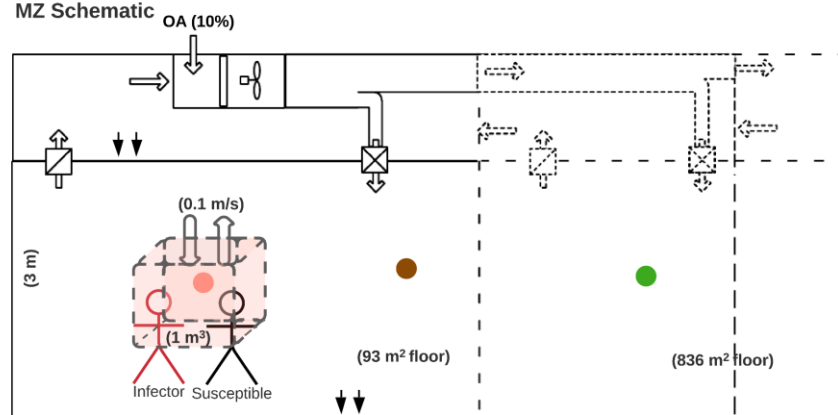 MZ Schematic
OA (10%)
(0.1 m/s)
(3 m)
(1 m³)
(93 m² floor)
(836 m² floor)
Infector
Susceptible